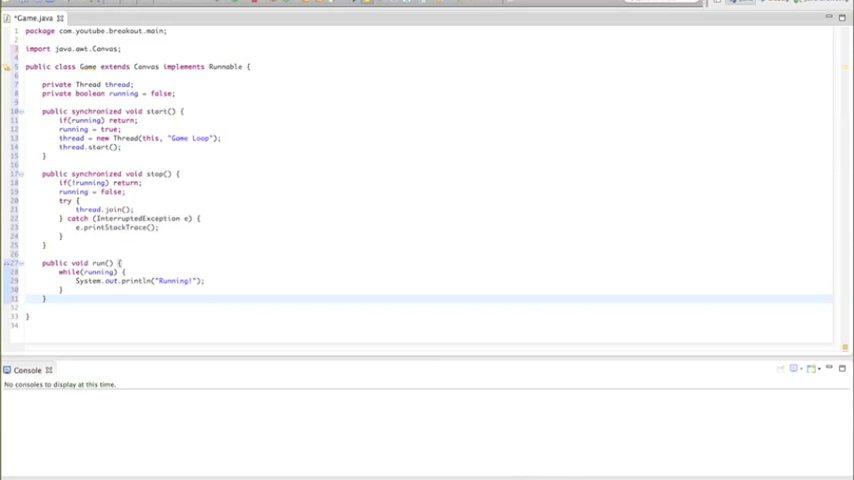 *Game.java
1 package com.youtube.breakout.main;
2
3 import java.awt.Canvas;
5 public class Game extends Canvas implements Runnable {
6
7 private Thread thread;
8 private boolean running = false;
9
10 public synchronized void start() {
11 if(running) return;
12 running = true;
13 thread = new Thread(this, "Game Loop");
14 thread.start();
15 }
16
17 public synchronized void stop() {
18 if(!running) return;
19 running = false;
20 try {
21 thread.join();
22 } catch (InterruptedException e) {
23 e.printStackTrace();
24 }
25 }
26
27 public void run() {
28 while(running) {
29 System.out.println("Running!");
30 }
31 }
32
33 }
34
Console
No consoles to display at this time.